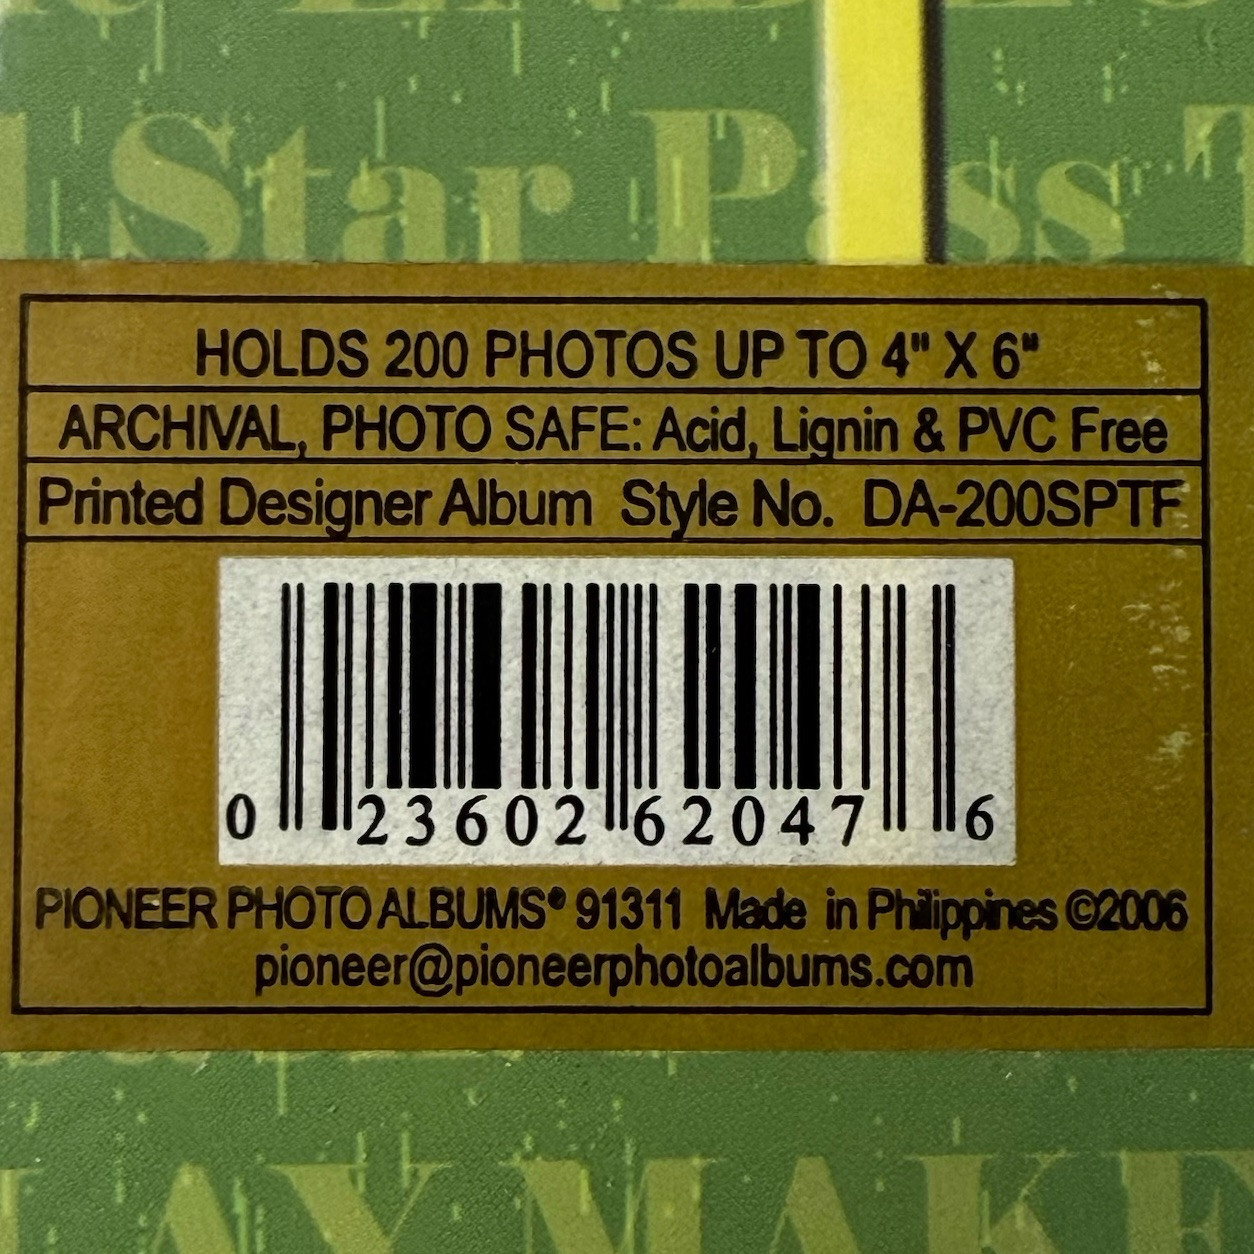 Star Pass
HOLDS 200 PHOTOS UP TO 4" X 6"
ARCHIVAL, PHOTO SAFE: Acid, Lignin & PVC Free
Printed Designer Album Style No. DA-200SPTF
0 23602 62047 6
PIONEER PHOTO ALBUMS® 91311 Made in Philippines ©2006
pioneer@pioneerphotoalbums.com